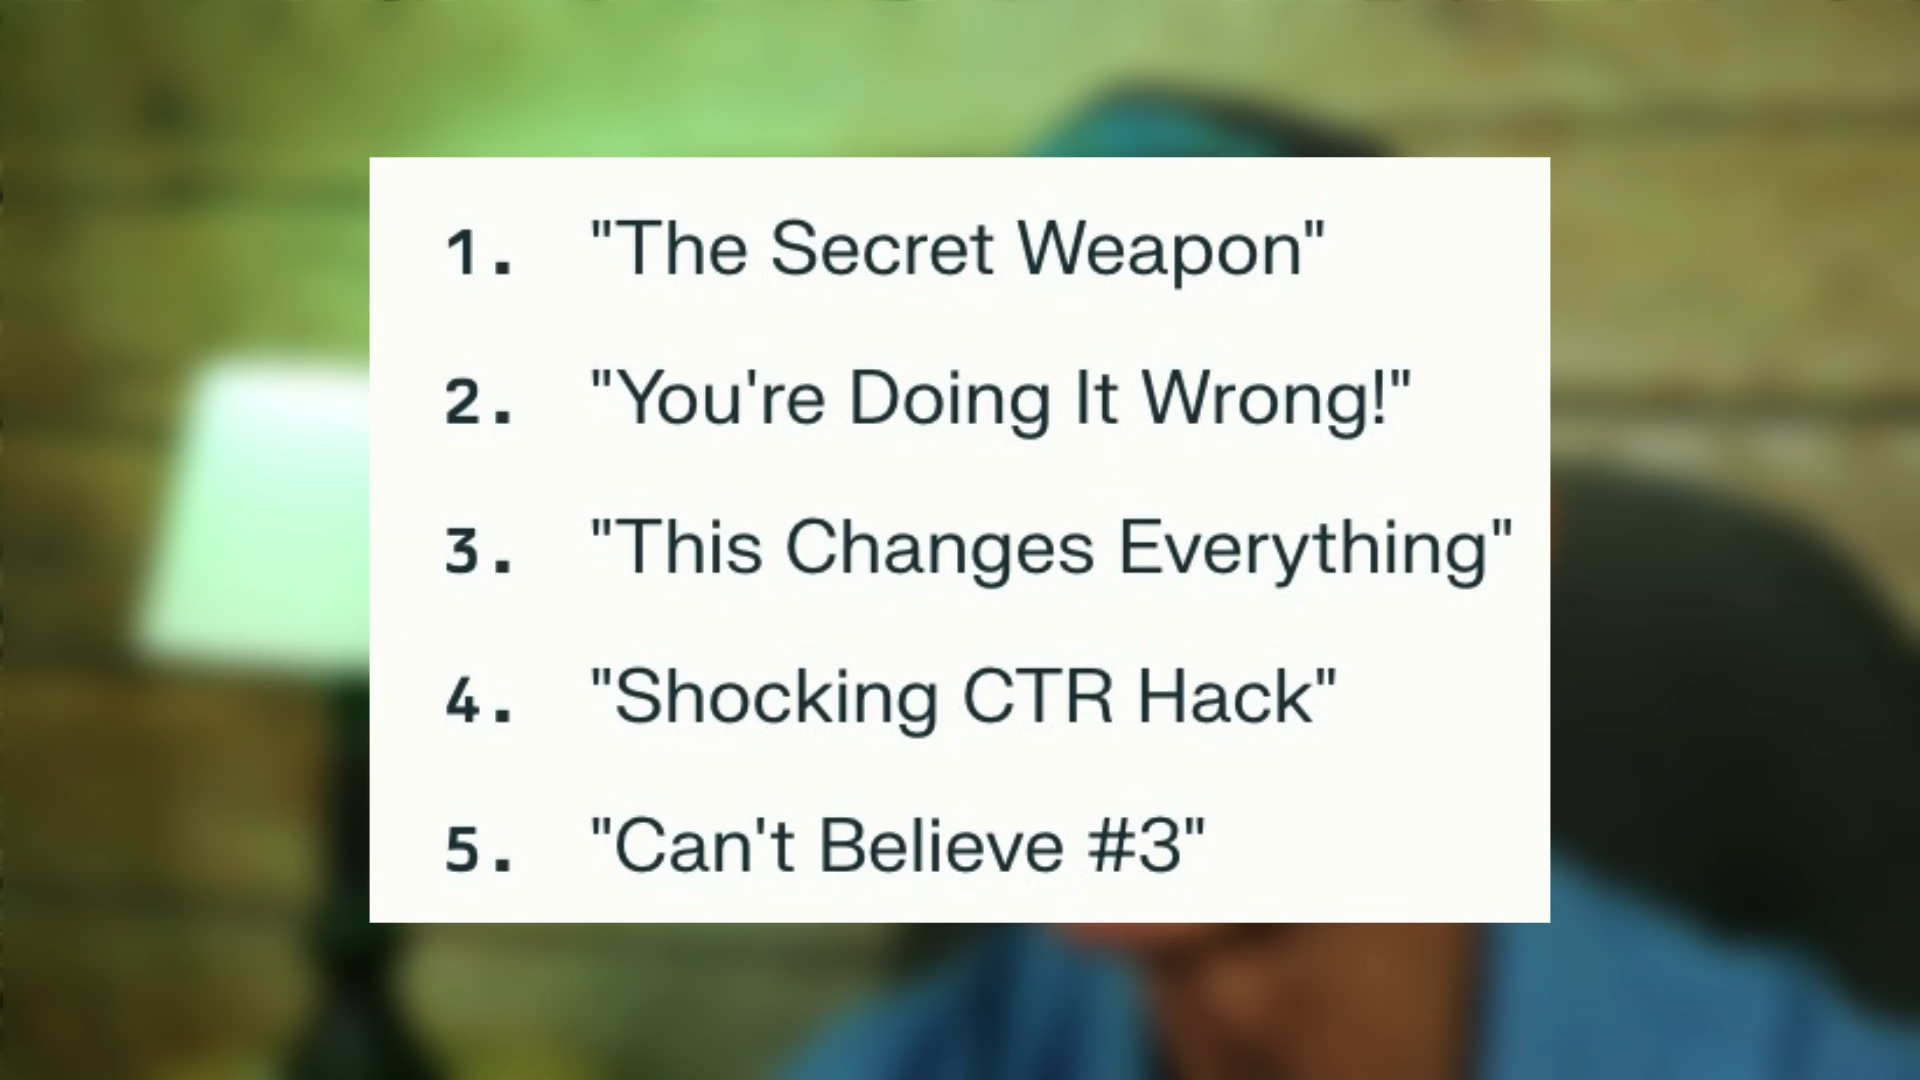 1. "The Secret Weapon"
2. "You're Doing It Wrong!"
3. "This Changes Everything"
4. "Shocking CTR Hack"
5. "Can't Believe #3"